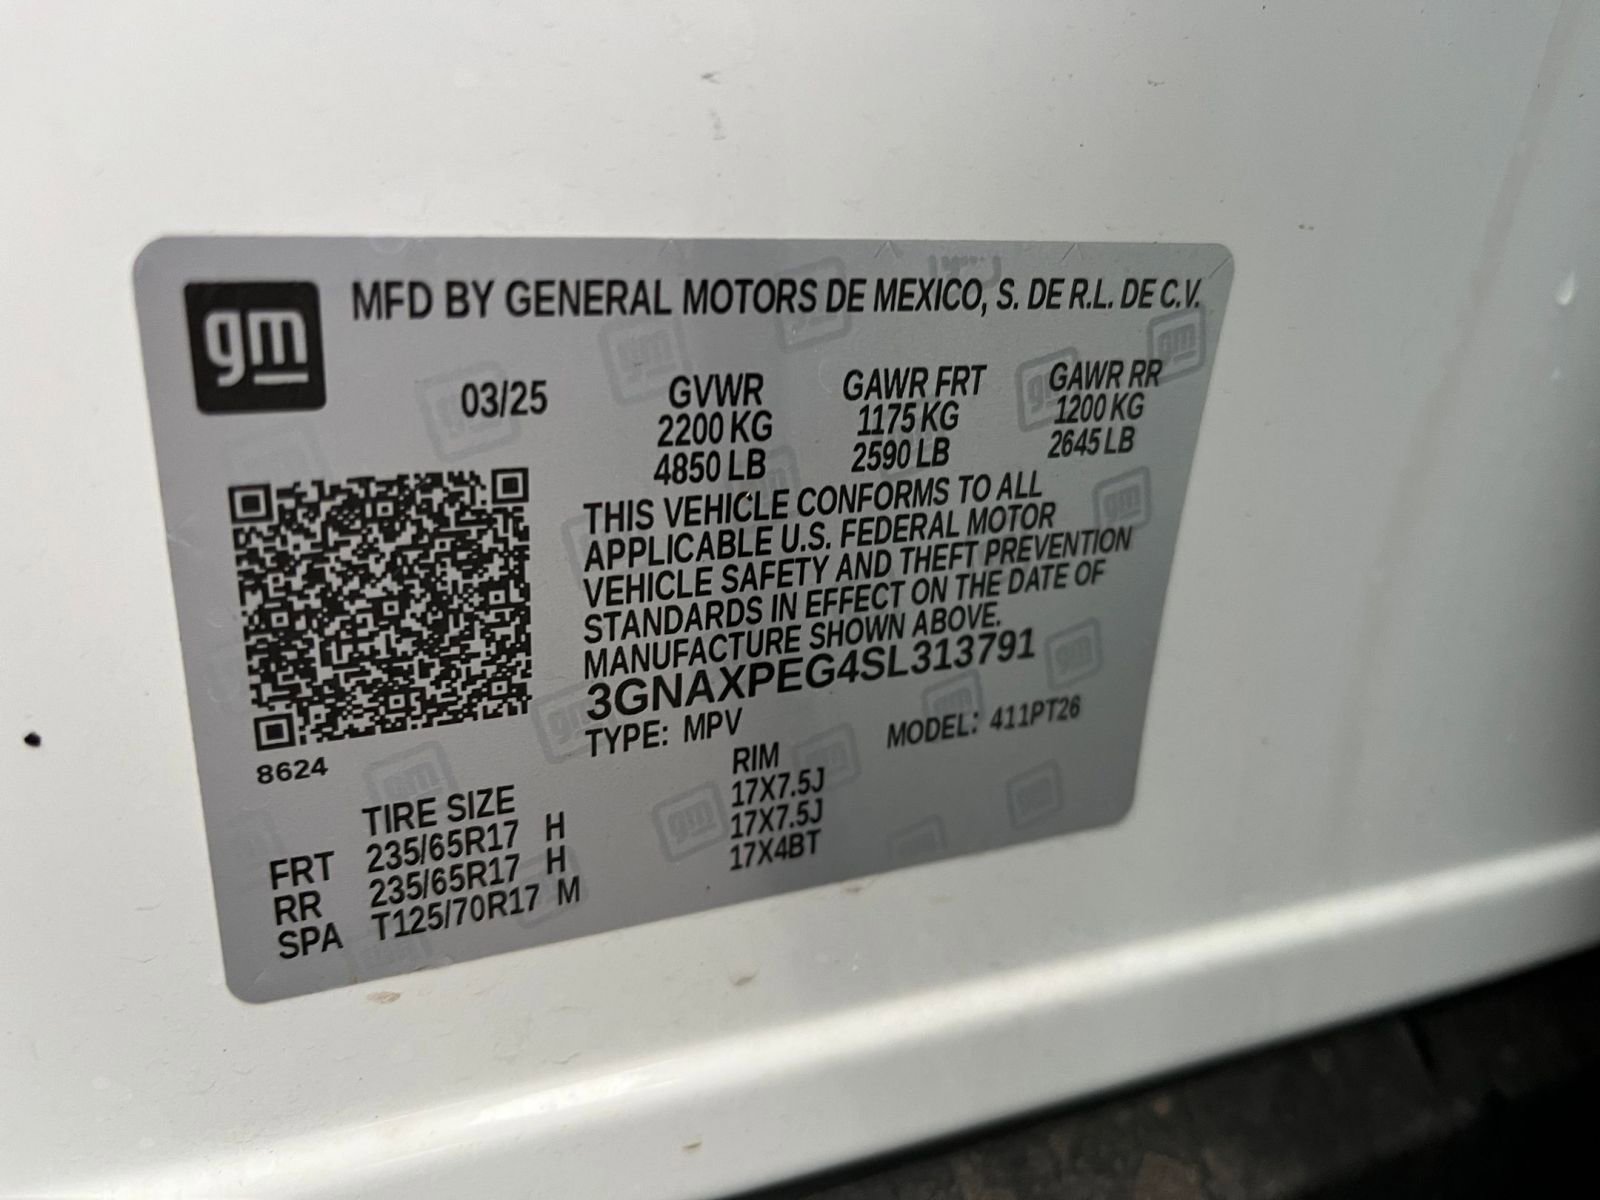 gm
MFD BY GENERAL MOTORS DE MEXICO, S. DE R.L. DE C.V.
03/25
GVWR GAWR FRT GAWR RR
2200 KG 1175 KG 1200 KG
4850 LB 2590 LB 2645 LB
THIS VEHICLE CONFORMS TO ALL
APPLICABLE U.S. FEDERAL MOTOR
VEHICLE SAFETY AND THEFT PREVENTION
STANDARDS IN EFFECT ON THE DATE OF
MANUFACTURE SHOWN ABOVE.
3GNAXPEG4SL313791
TYPE: MPV MODEL: 411PT26
8624
TIRE SIZE RIM
FRT 235/65R17 H 17X7.5J
RR 235/65R17 H 17X7.5J
SPA T125/70R17 M 17X4BT